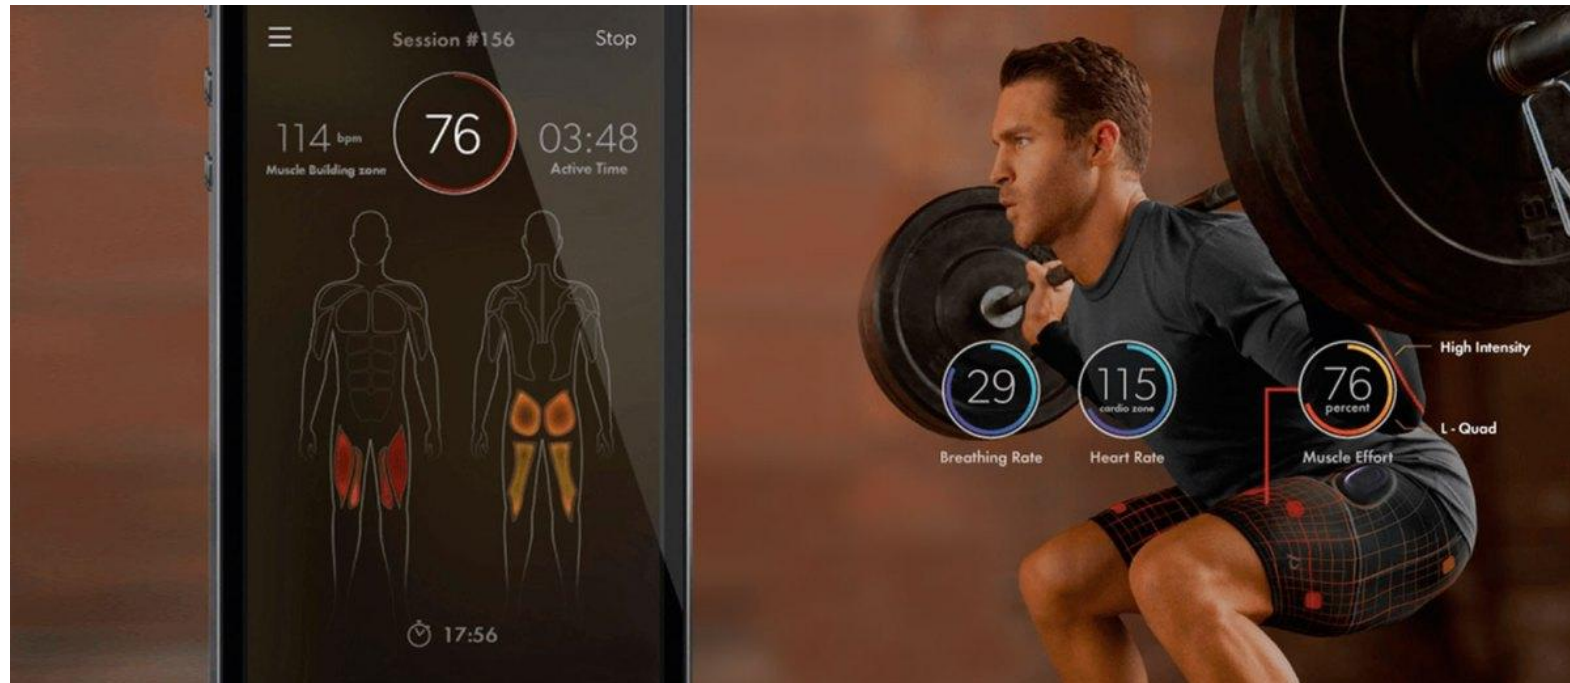 Session #156
Stop
114 bpm
Muscle Building zone
76
03:48
Active Time
17:56
29
Breathing Rate
115
cardio zone
Heart Rate
76
percent
Muscle Effort
High Intensity
L - Quad